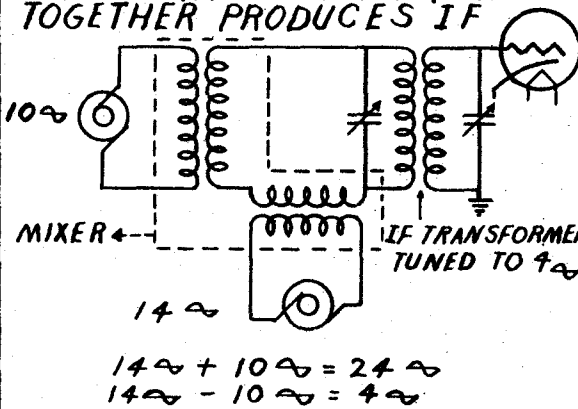 TOGETHER PRODUCES IF
10∿
MIXER
IF TRANSFORMER
TUNED TO 4∿
14∿
14∿ + 10∿ = 24∿
14∿ - 10∿ = 4∿